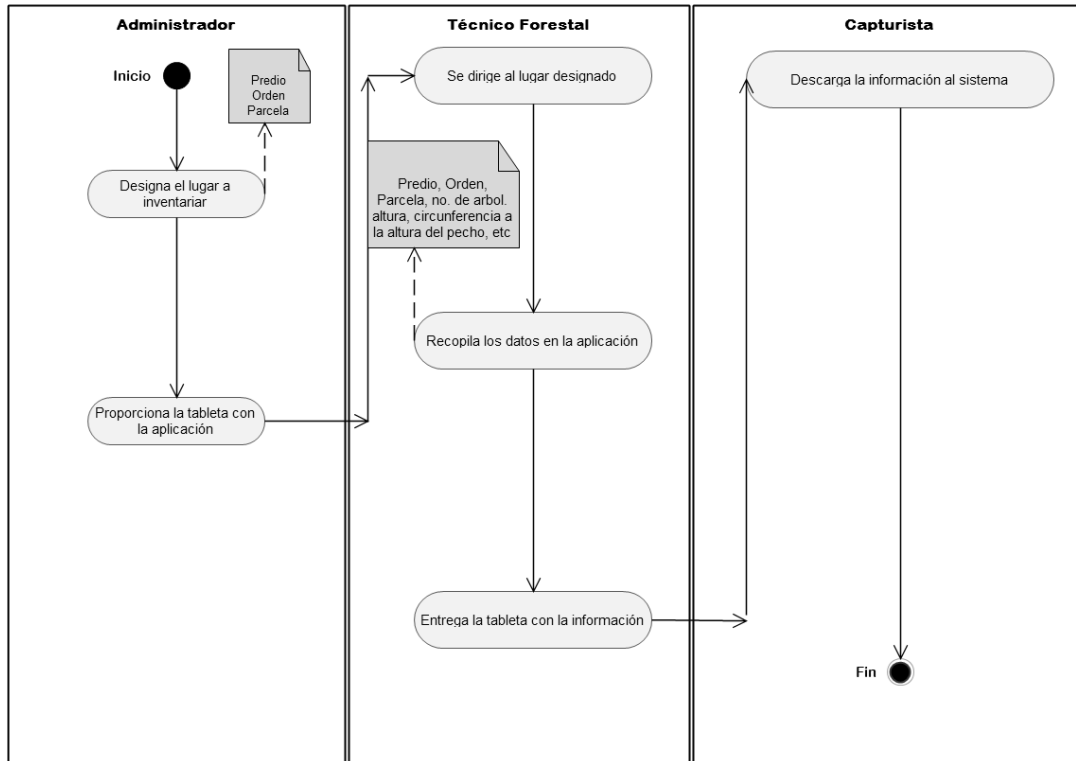 Administrador
Inicio
Predio
Orden
Parcela
Designa el lugar a
inventariar
Proporciona la tableta con
la aplicación
Técnico Forestal
Se dirige al lugar designado
Predio, Orden,
Parcela, no. de arbol.
altura, circunferencia a
la altura del pecho, etc
Recopila los datos en la aplicación
Entrega la tableta con la información
Capturista
Descarga la información al sistema
Fin